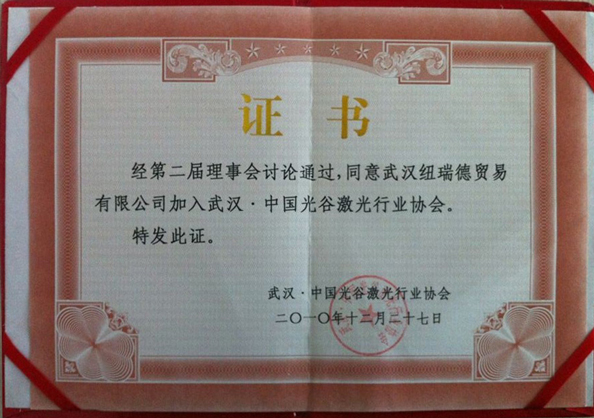 证书
经第二届理事会讨论通过,同意武汉纽瑞德贸易
有限公司加入武汉·中国光谷激光行业协会。
特发此证。
武汉·中国光谷激光行业协会
二〇一〇年十二月二十七日